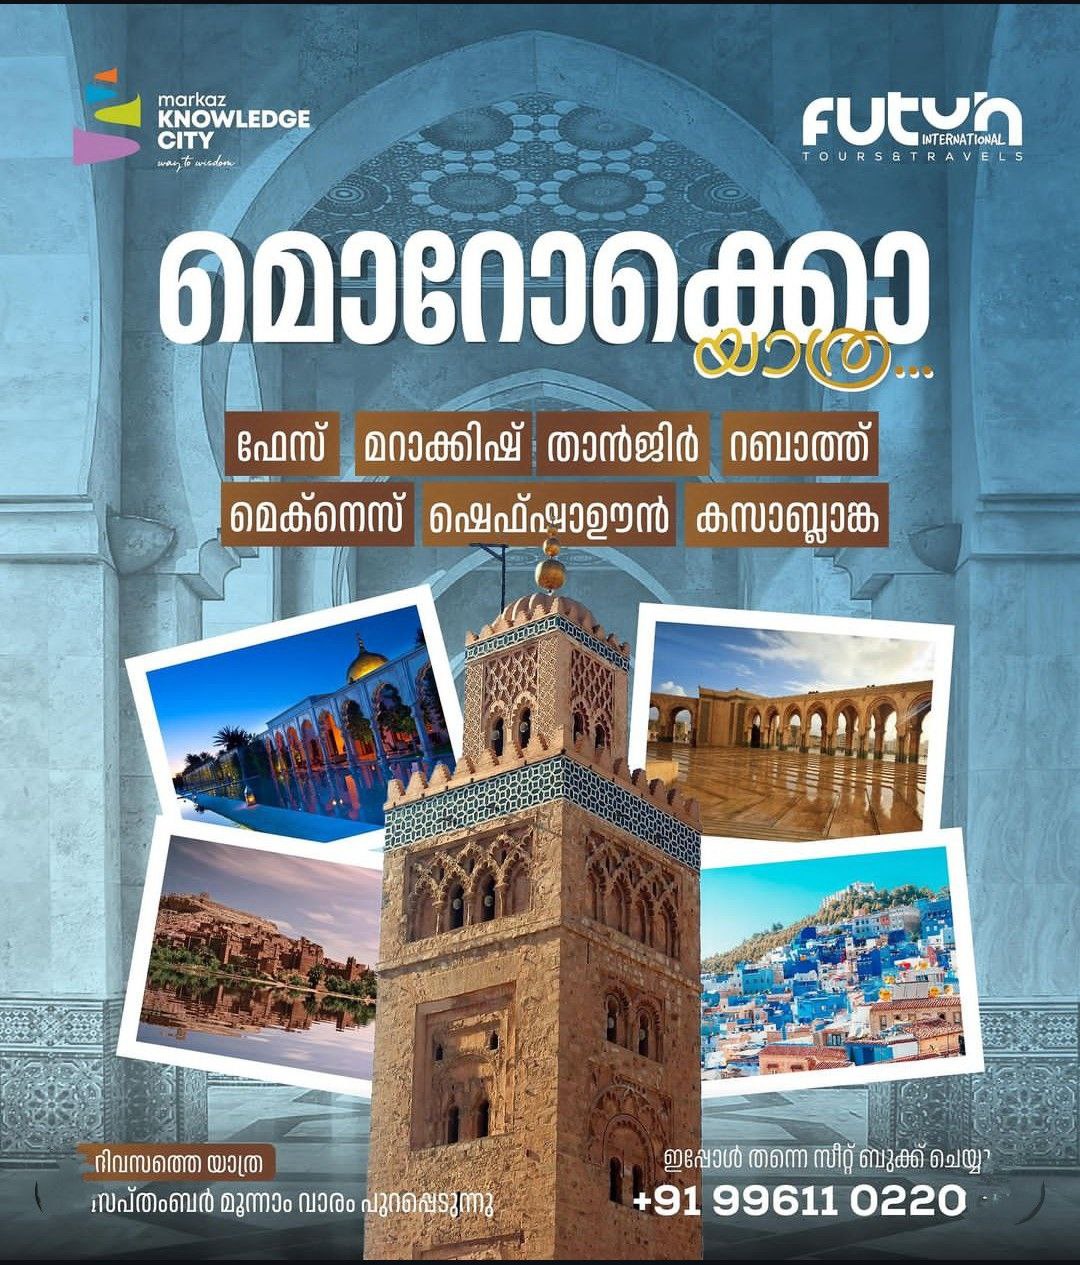 markaz
KNOWLEDGE
CITY
way to wisdom
Futuh
INTERNATIONAL
TOURS & TRAVELS
മൊറോക്കൊ
യാത്ര...
ഫേസ് മറാക്കിഷ് താൻജിർ റബാത്ത്
മെക്നെസ് ഷെഫ്ഷാഊൻ കസാബ്ലാങ്ക
ദിവസത്തെ യാത്ര
സപ്തംബർ മൂന്നാം വാരം പുറപ്പെടുന്നു
ഇപ്പോൾ തന്നെ സീറ്റ് ബുക്ക് ചെയ്യൂ
+91 99611 0220